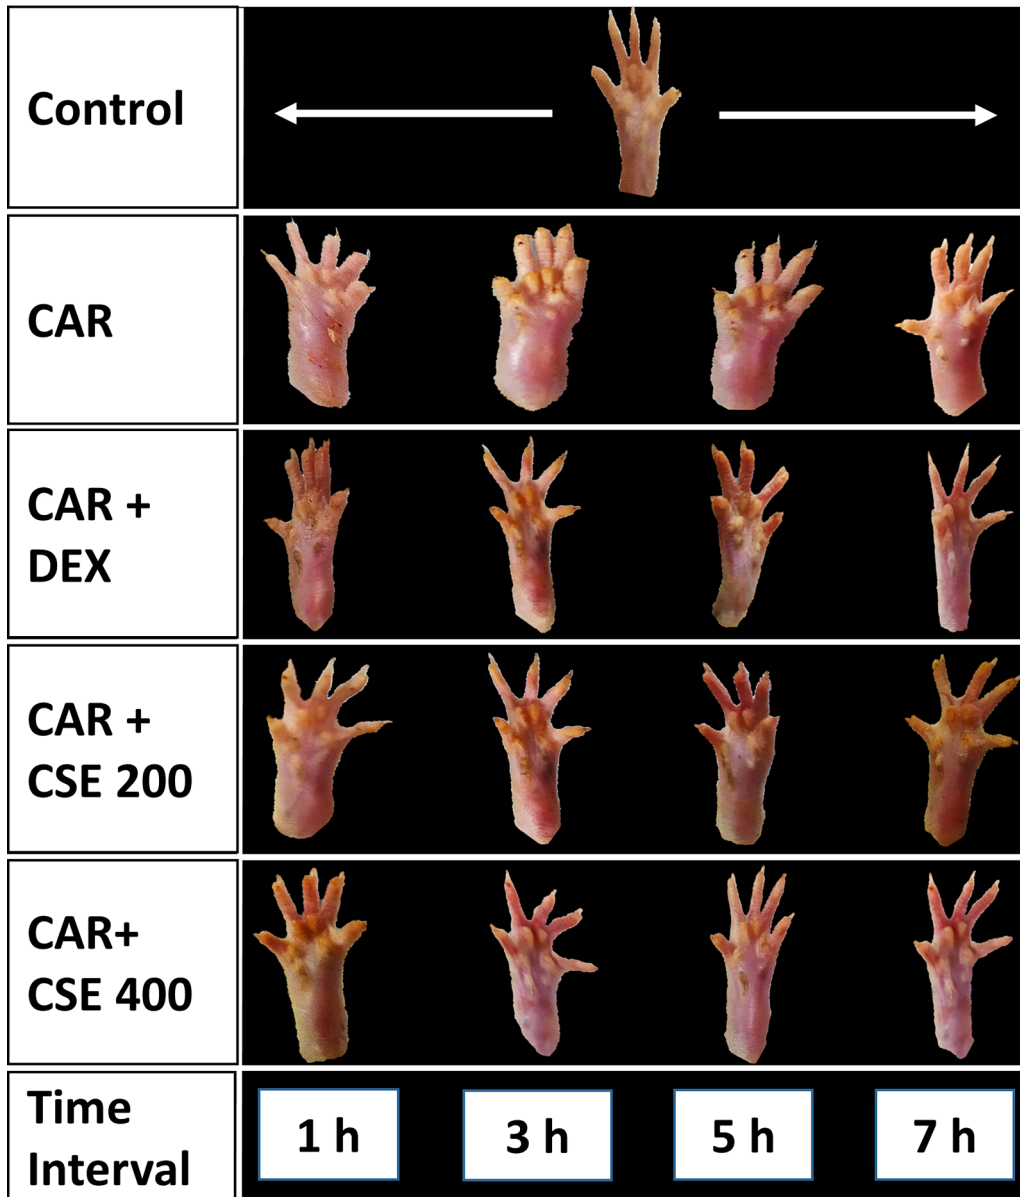 Control
CAR
CAR +
DEX
CAR +
CSE 200
CAR+
CSE 400
Time
Interval
1 h
3 h
5 h
7 h